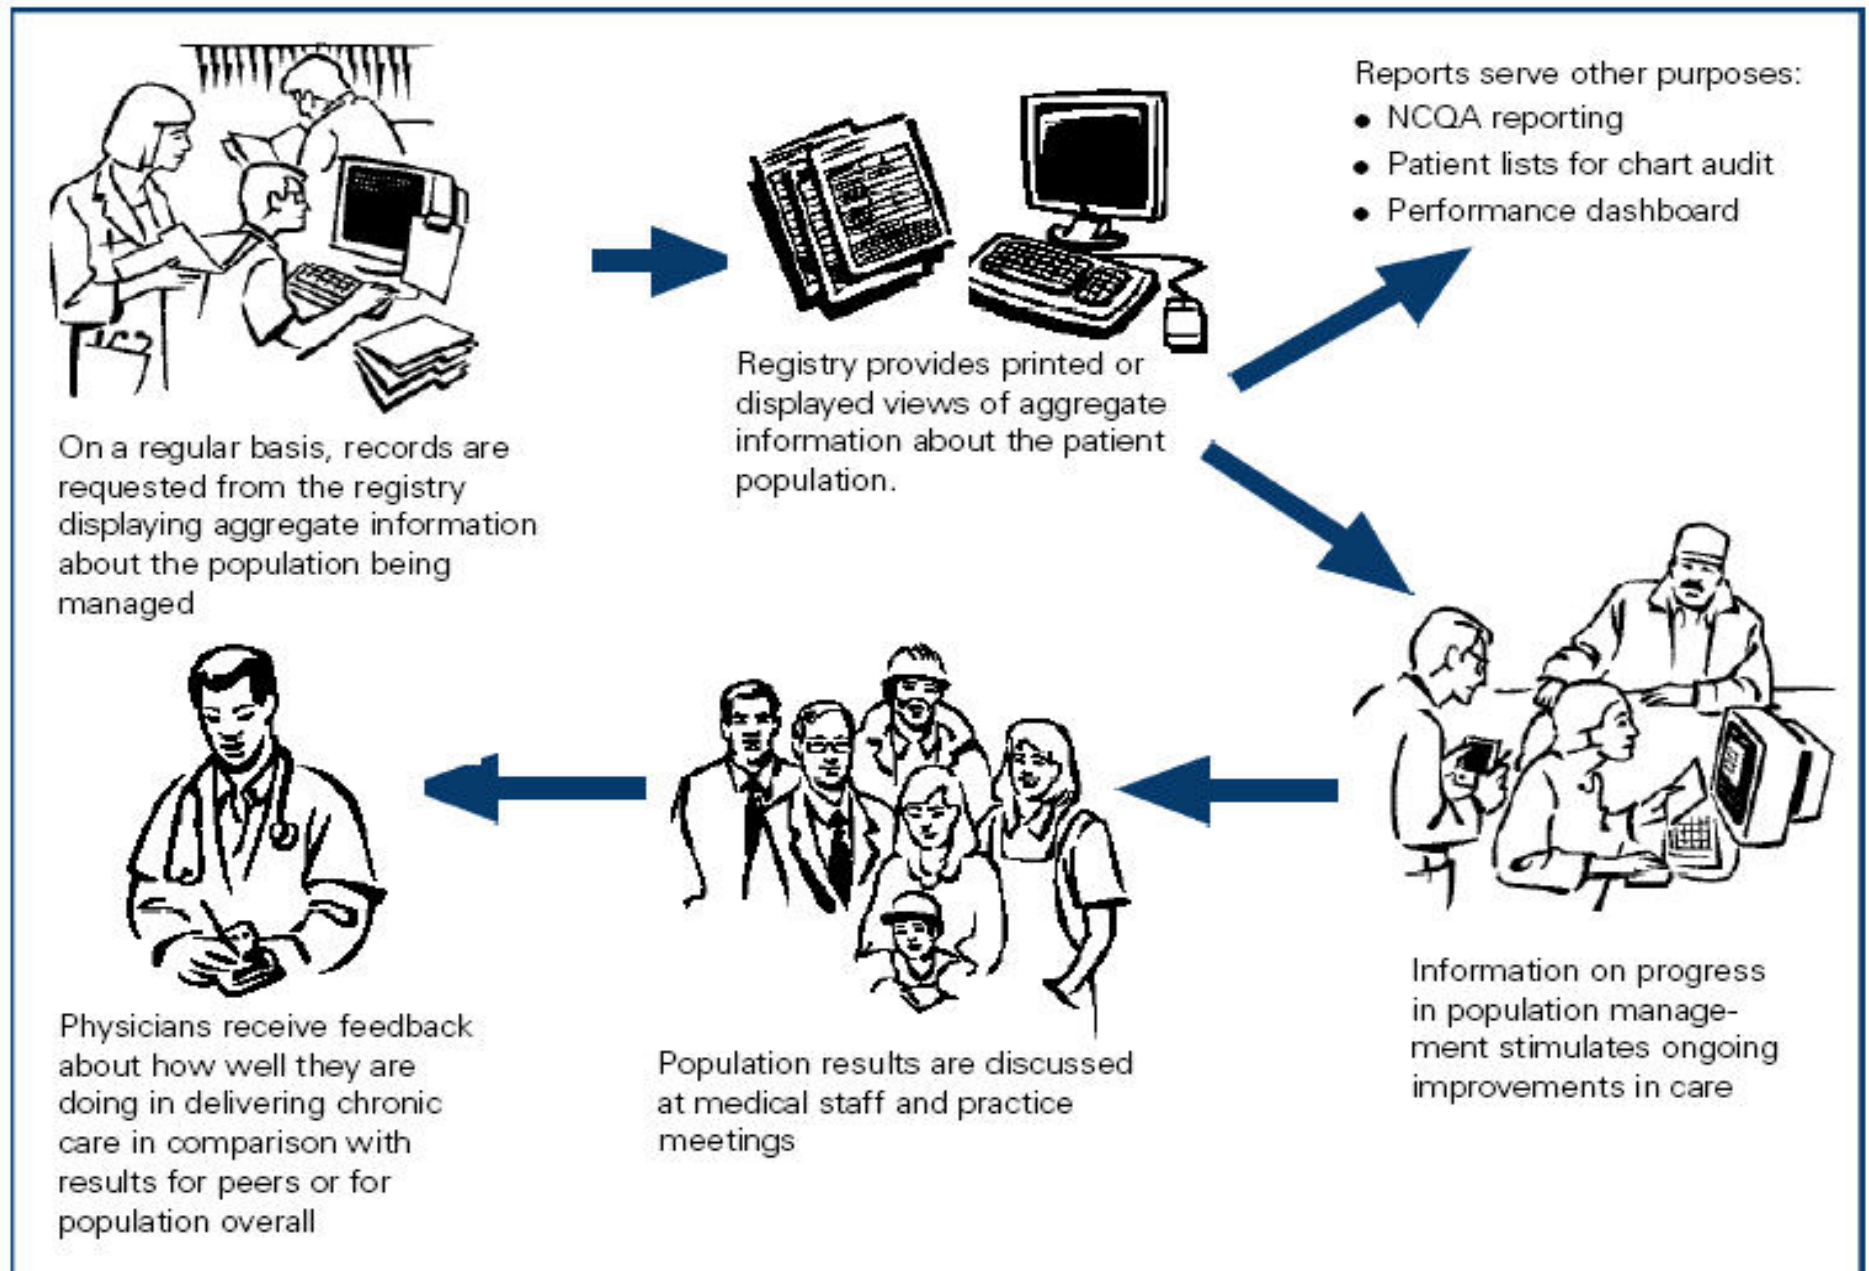 On a regular basis, records are
requested from the registry
displaying aggregate information
about the population being
managed
Registry provides printed or
displayed views of aggregate
information about the patient
population.
Reports serve other purposes:
● NCQA reporting
● Patient lists for chart audit
● Performance dashboard
Information on progress
in population manage-
ment stimulates ongoing
improvements in care
Population results are discussed
at medical staff and practice
meetings
Physicians receive feedback
about how well they are
doing in delivering chronic
care in comparison with
results for peers or for
population overall